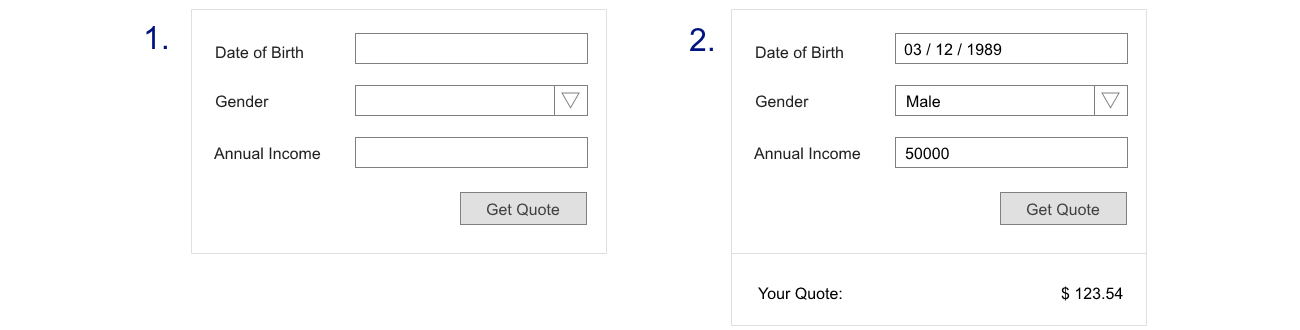 1.
Date of Birth
Gender
Annual Income
Get Quote
2.
Date of Birth 03 / 12 / 1989
Gender Male
Annual Income 50000
Get Quote
Your Quote: $ 123.54